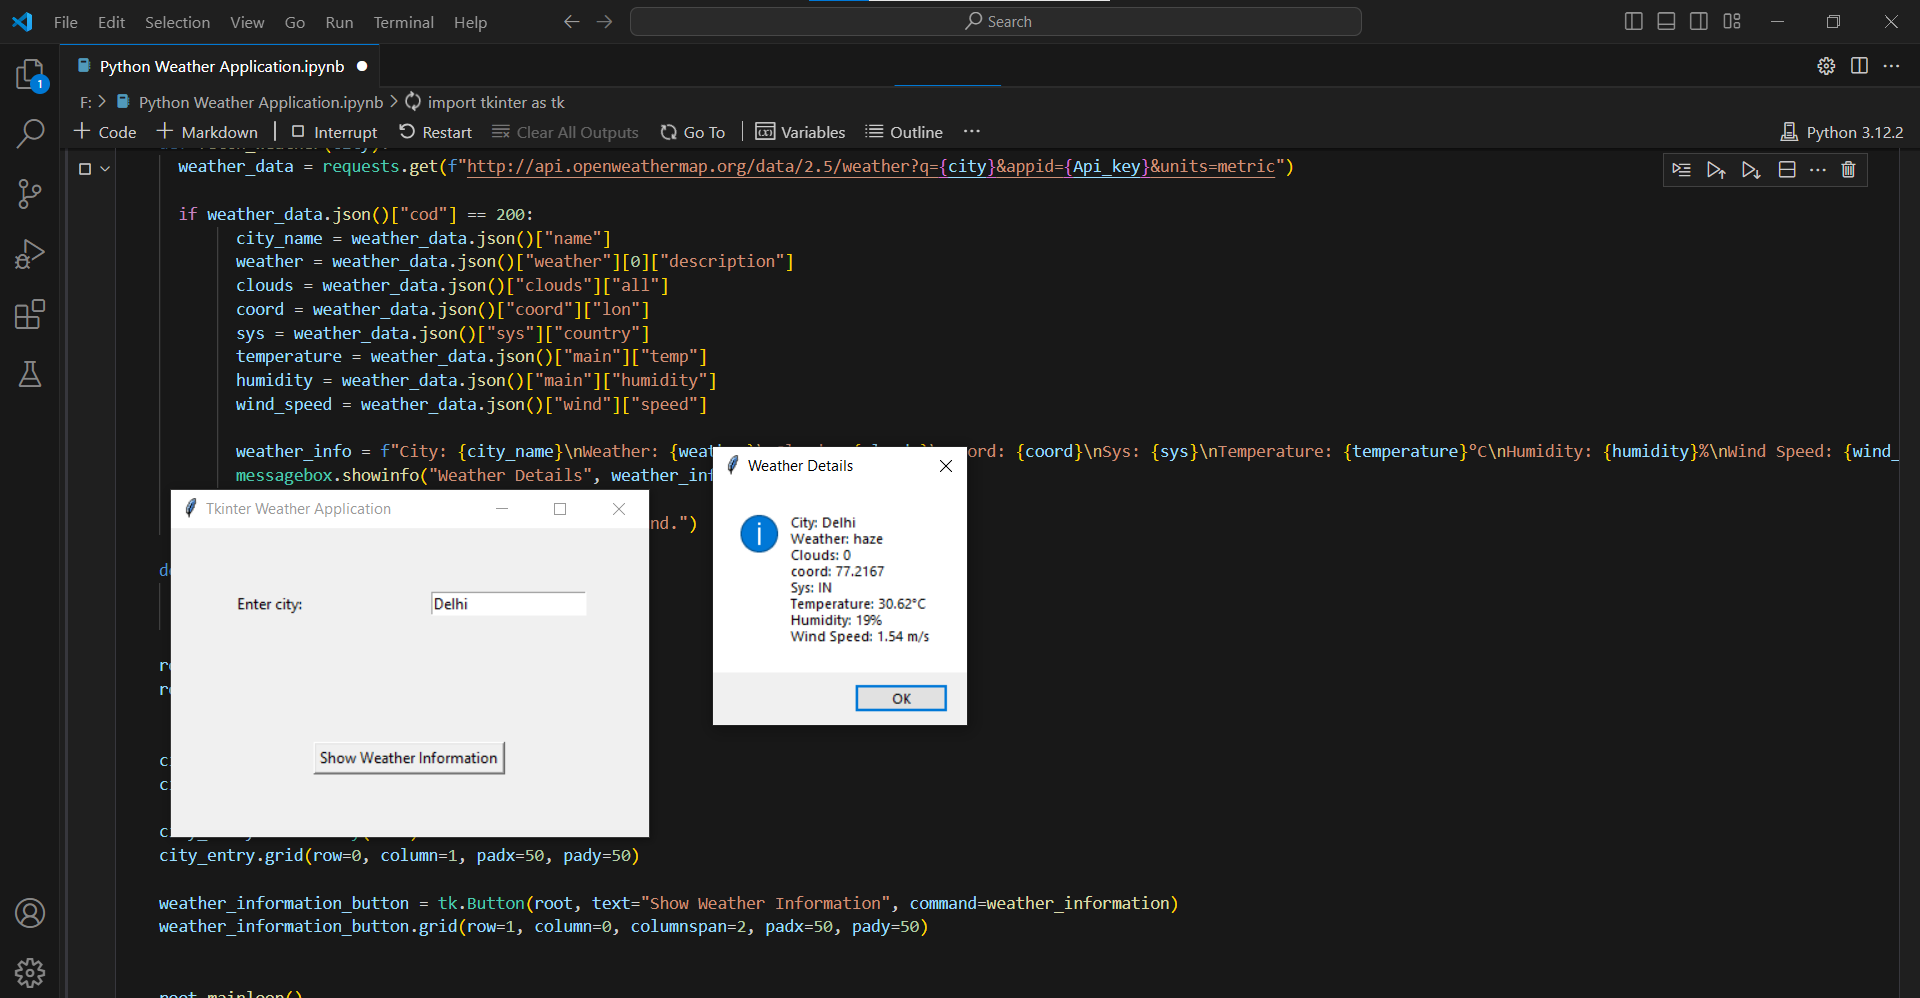 File Edit Selection View Go Run Terminal Help Search
Python Weather Application.ipynb
1
F: > Python Weather Application.ipynb > import tkinter as tk
+ Code + Markdown | Interrupt Restart Clear All Outputs Go To | Variables Outline ... Python 3.12.2
weather_data = requests.get(f"http://api.openweathermap.org/data/2.5/weather?q={city}&appid={Api_key}&units=metric")
if weather_data.json()["cod"] == 200:
city_name = weather_data.json()["name"]
weather = weather_data.json()["weather"][0]["description"]
clouds = weather_data.json()["clouds"]["all"]
coord = weather_data.json()["coord"]["lon"]
sys = weather_data.json()["sys"]["country"]
temperature = weather_data.json()["main"]["temp"]
humidity = weather_data.json()["main"]["humidity"]
wind_speed = weather_data.json()["wind"]["speed"]
weather_info = f"City: {city_name}\nWeather: {weat ord: {coord}\nSys: {sys}\nTemperature: {temperature}°C\nHumidity: {humidity}%\nWind Speed: {wind_
messagebox.showinfo("Weather Details", weather_inf
nd.")
Tkinter Weather Application
Enter city: Delhi
Show Weather Information
Weather Details
City: Delhi
Weather: haze
Clouds: 0
coord: 77.2167
Sys: IN
Temperature: 30.62°C
Humidity: 19%
Wind Speed: 1.54 m/s
OK
city_entry.grid(row=0, column=1, padx=50, pady=50)
weather_information_button = tk.Button(root, text="Show Weather Information", command=weather_information)
weather_information_button.grid(row=1, column=0, columnspan=2, padx=50, pady=50)
root.mainloop()